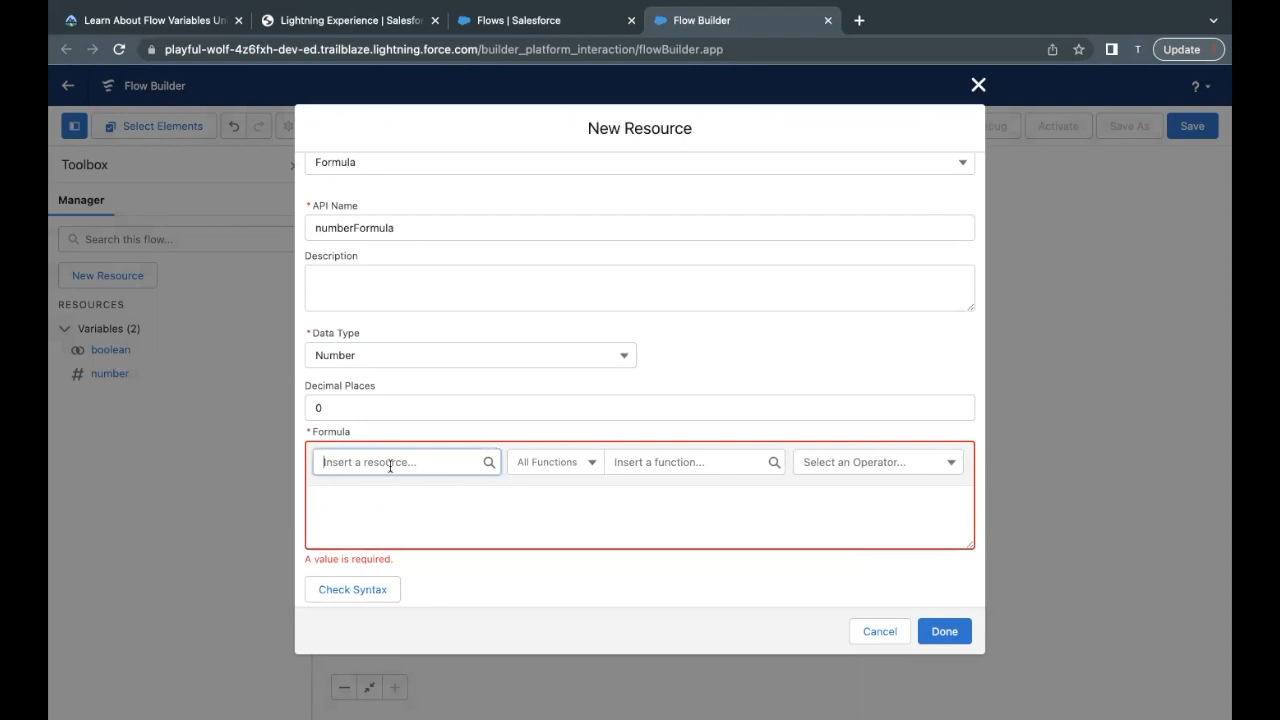 Learn About Flow Variables Un
Lightning Experience | Salesfor
Flows | Salesforce
Flow Builder
playful-wolf-4z6fxh-dev-ed.trailblaze.lightning.force.com/builder_platform_interaction/flowBuilder.app
T
Update
Flow Builder
?
Select Elements
bug
Activate
Save As
Save
Toolbox
Manager
Search this flow...
New Resource
RESOURCES
Variables (2)
boolean
number
New Resource
Formula
* API Name
numberFormula
Description
* Data Type
Number
Decimal Places
0
* Formula
Insert a resource...
All Functions
Insert a function...
Select an Operator...
A value is required.
Check Syntax
Cancel
Done